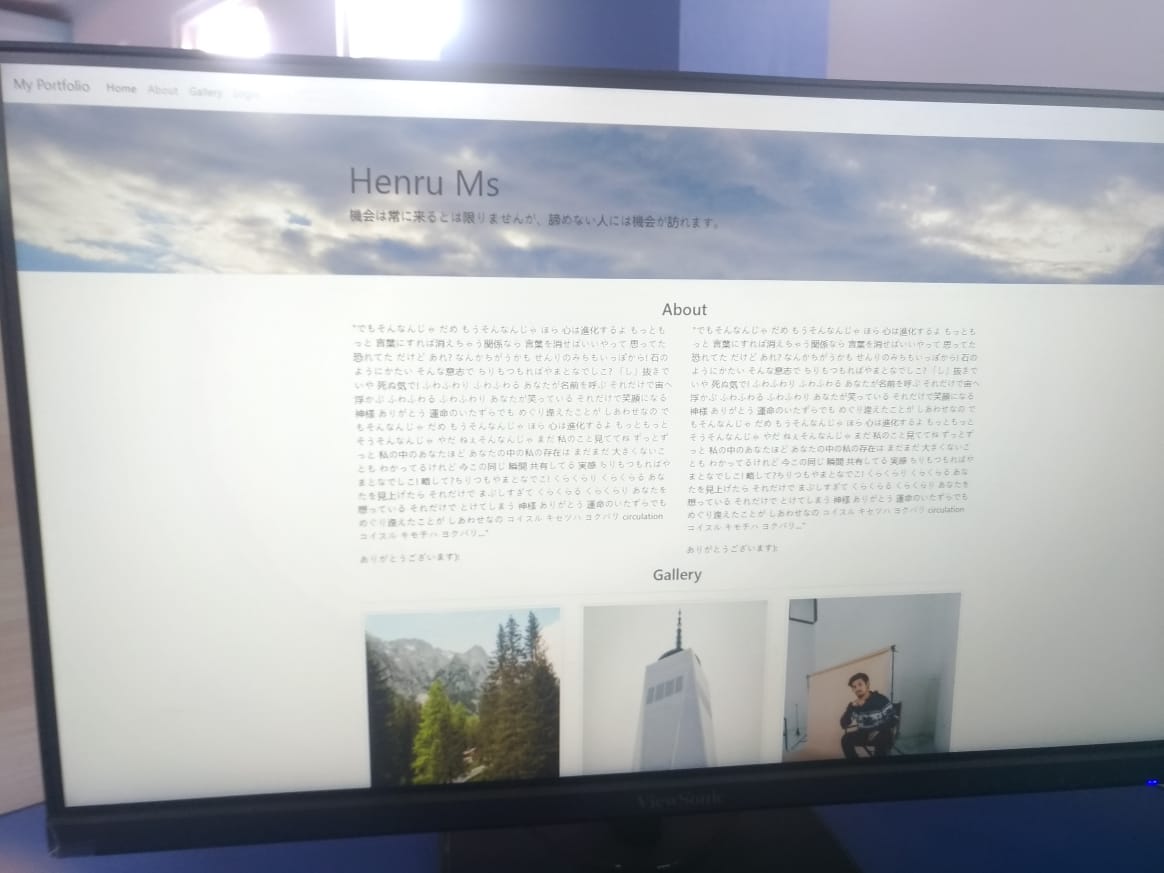 My Portfolio Home About Gallery Login
Henru Ms
機会は常に来るとは限りませんが、諦めない人には機会が訪れます。
About
"でもそんなんじゃ だめ もうそんなんじゃ ほら 心は進化するよ もっともも
っと 言葉にすれば消えちゃう関係なら 言葉を消せばいいやって 思ってた
恐れてた だけど あれ? なんかちがうかも せんりのみちもいっぽから! 石の
ようにかたい そんな意志で ちりもつもればやまとなでしこ? 「し」抜きで
いや 死ぬ気で! ふわふわり ふわふわる あなたが名前を呼ぶ それだけで宙へ
浮かぶ ふわふわる ふわふわり あなたが笑っている それだけで笑顔になる
神様 ありがとう 運命のいたずらでも めぐり逢えたことが しあわせなの で
もそんなんじゃ だめ もうそんなんじゃ ほら 心は進化するよ もっともっと
そうそんなんじゃ やだ ねぇそんなんじゃ まだ 私のこと見ててね ずっとず
っと 私の中のあなたほど あなたの中の私の存在は まだまだ 大さくないこ
とも わかってるけれど 今この同じ 瞬間 共有してる 実感 ちりもつもればや
まとなでしこ! 略して?ちりつもやまとなでこ! くらくらり くらくらる あな
たを見上げたら それだけで まぶしすぎて くらくらる くらくらり あなたを
想っている それだけで とけてしまう 神様 ありがとう 運命のいたずらでも
めぐり逢えたことが しあわせなの コイスル キセツハ ヨクバリ circulation
コイスル キモチハ ヨクバリ..."
ありがとうございます):
"でもそんなんじゃ だめ もうそんなんじゃ ほら 心は進化するよ もっともも
っと 言葉にすれば消えちゃう関係なら 言葉を消せばいいやって 思ってた
恐れてた だけど あれ? なんかちがうかも せんりのみちもいっぽから! 石の
ようにかたい そんな意志で ちりもつもればやまとなでしこ? 「し」抜きで
いや 死ぬ気で! ふわふわり ふわふわる あなたが名前を呼ぶ それだけで宙へ
浮かぶ ふわふわる ふわふわり あなたが笑っている それだけで笑顔になる
神様 ありがとう 運命のいたずらでも めぐり逢えたことが しあわせなの で
もそんなんじゃ だめ もうそんなんじゃ ほら 心は進化するよ もっともっと
そうそんなんじゃ やだ ねぇそんなんじゃ まだ 私のこと見ててね ずっとず
っと 私の中のあなたほど あなたの中の私の存在は まだまだ 大さくないこ
とも わかってるけれど 今この同じ 瞬間 共有してる 実感 ちりもつもればや
まとなでしこ! 略して?ちりつもやまとなでこ! くらくらり くらくらる あな
たを見上げたら それだけで まぶしすぎて くらくらる くらくらり あなたを
想っている それだけで とけてしまう 神様 ありがとう 運命のいたずらでも
めぐり逢えたことが しあわせなの コイスル キセツハ ヨクバリ circulation
コイスル キモチハ ヨクバリ..."
ありがとうございます):
Gallery
ViewSonic